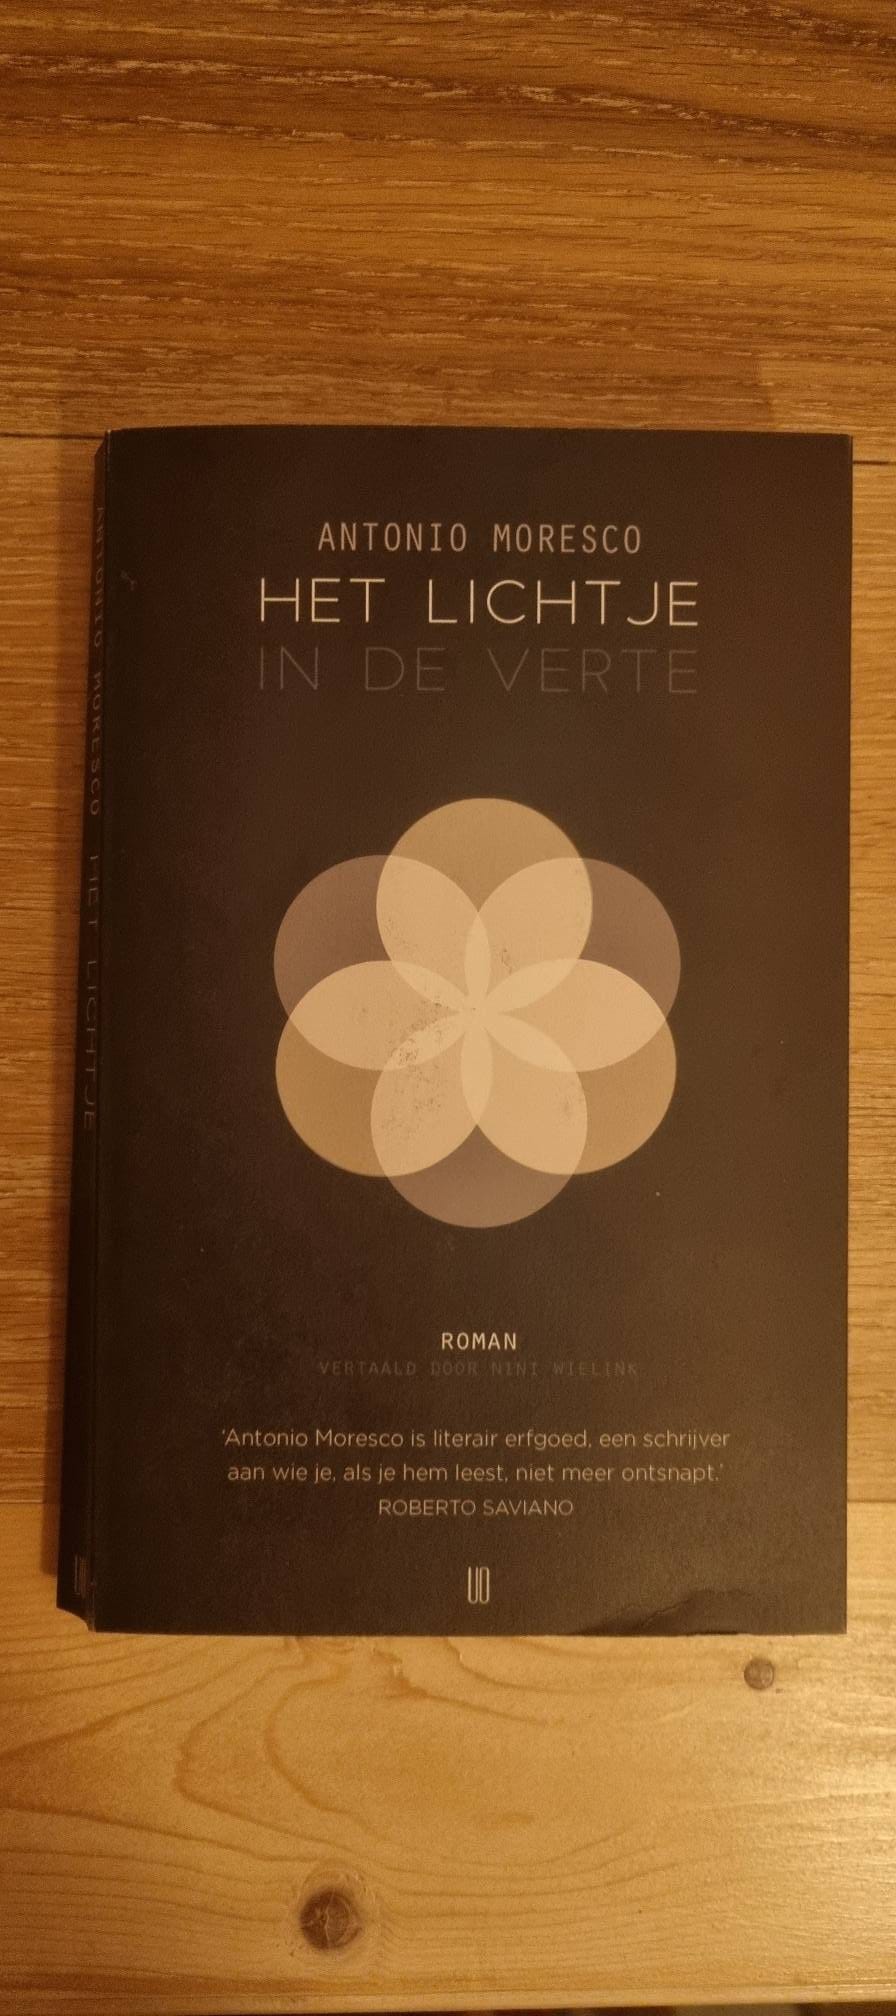 ANTONIO MORESCO
HET LICHTJE
IN DE VERTE
ROMAN
VERTAALD DOOR NINI WIELINK
‘Antonio Moresco is literair erfgoed, een schrijver
aan wie je, als je hem leest, niet meer ontsnapt.’
ROBERTO SAVIANO
UO
ANTONIO MORESCO HET LICHTJE